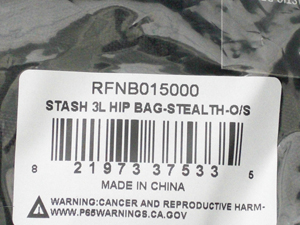 RFNB015000
STASH 3L HIP BAG-STEALTH-O/S
8 21973 37533 5
MADE IN CHINA
WARNING:CANCER AND REPRODUCTIVE HARM-
WWW.P65WARNINGS.CA.GOV